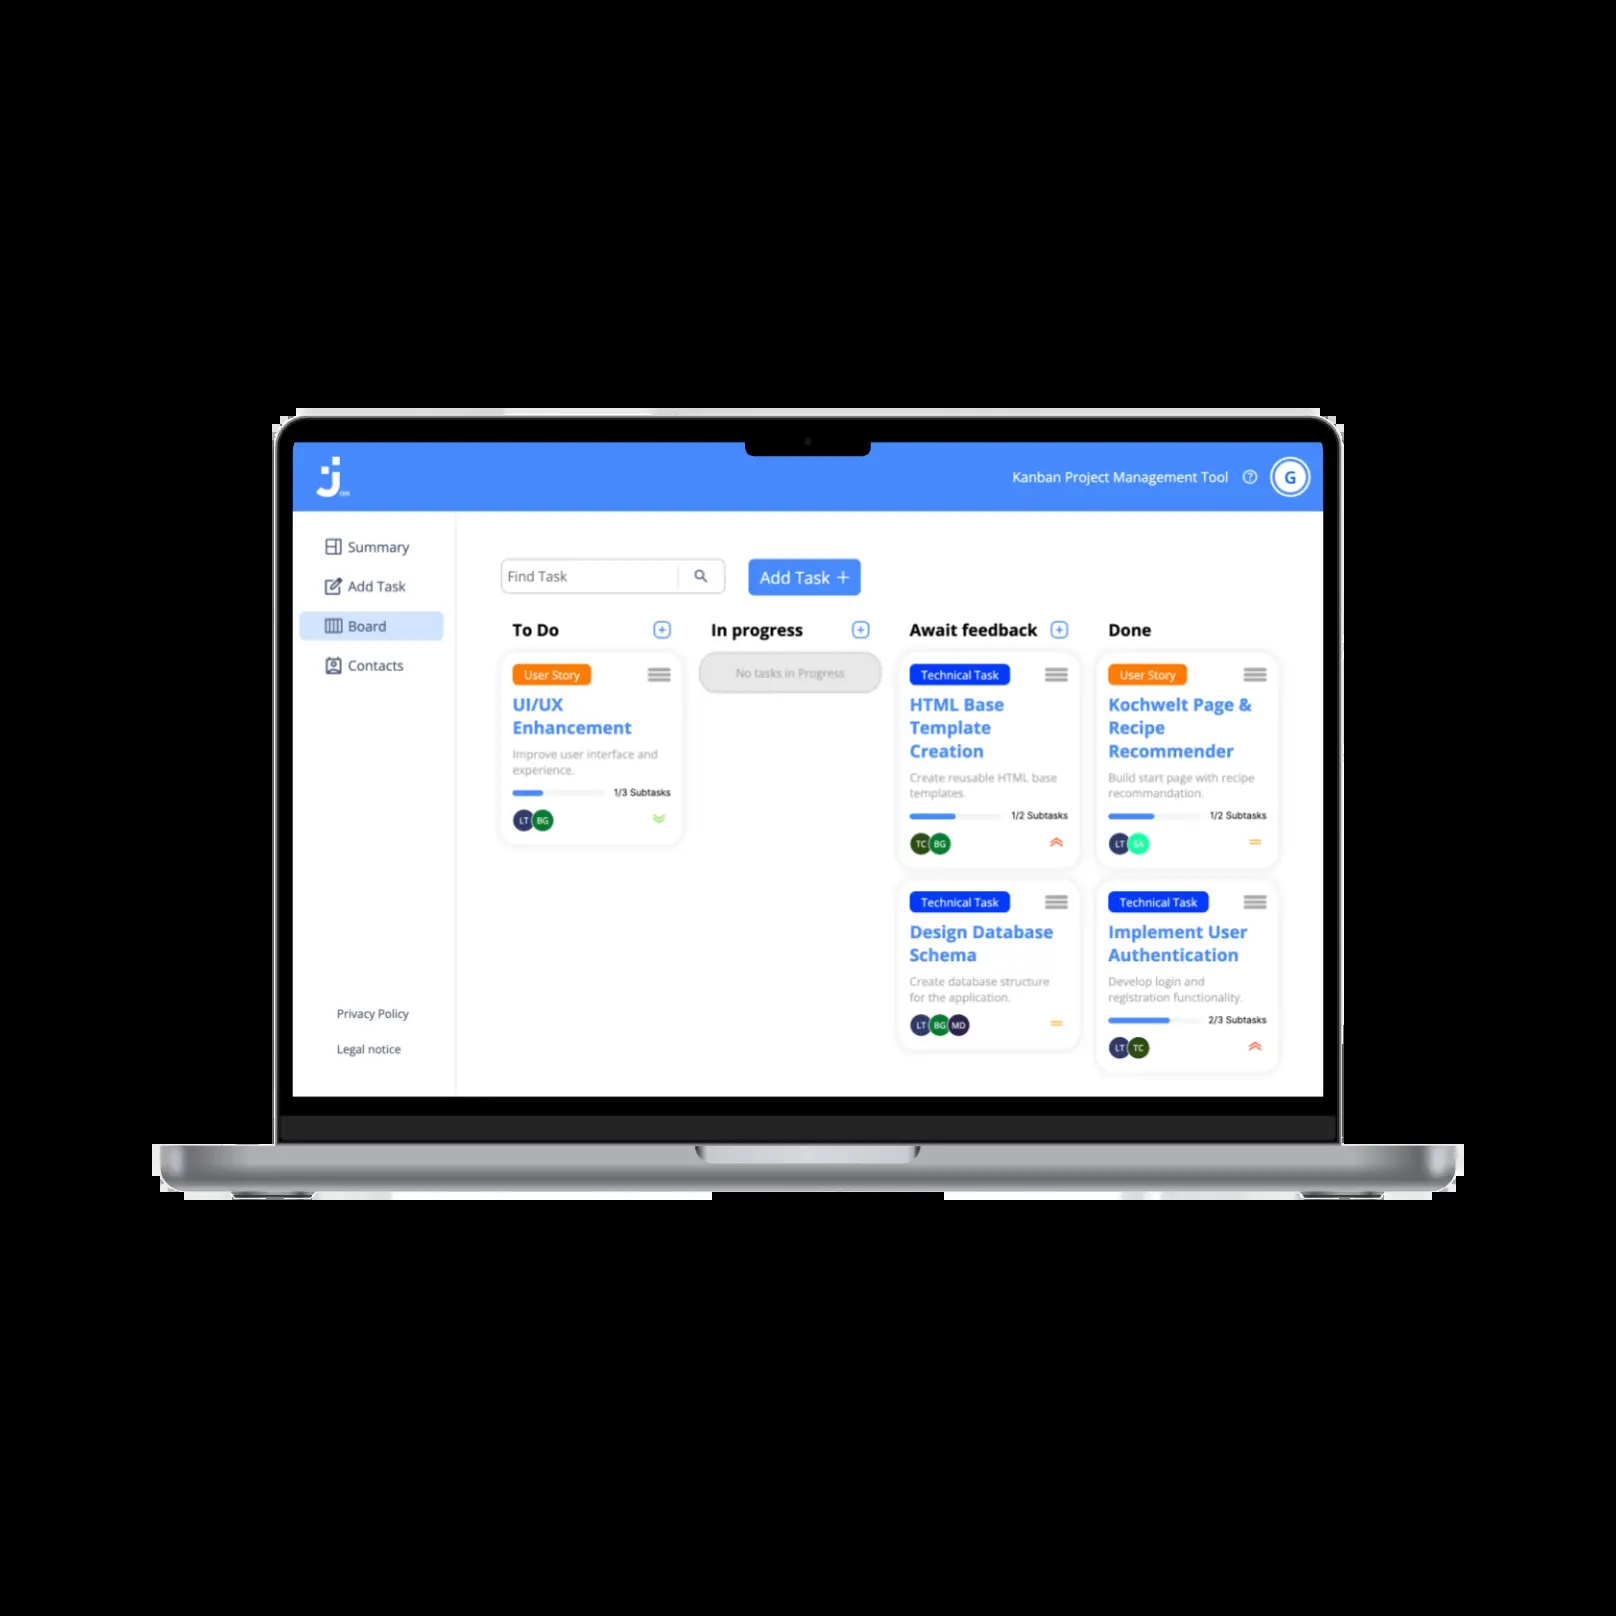 Join
Kanban Project Management Tool
G
Summary
Add Task
Board
Contacts
Privacy Policy
Legal notice
Find Task
Add Task +
To Do
User Story
UI/UX
Enhancement
Improve user interface and
experience.
1/3 Subtasks
LT BG
In progress
No tasks in Progress
Await feedback
Technical Task
HTML Base
Template
Creation
Create reusable HTML base
templates.
1/2 Subtasks
TC BG
Technical Task
Design Database
Schema
Create database structure
for the application.
LT BG MD
Done
User Story
Kochwelt Page &
Recipe
Recommender
Build start page with recipe
recommandation.
1/2 Subtasks
LT SA
Technical Task
Implement User
Authentication
Develop login and
registration functionality.
2/3 Subtasks
LT TC